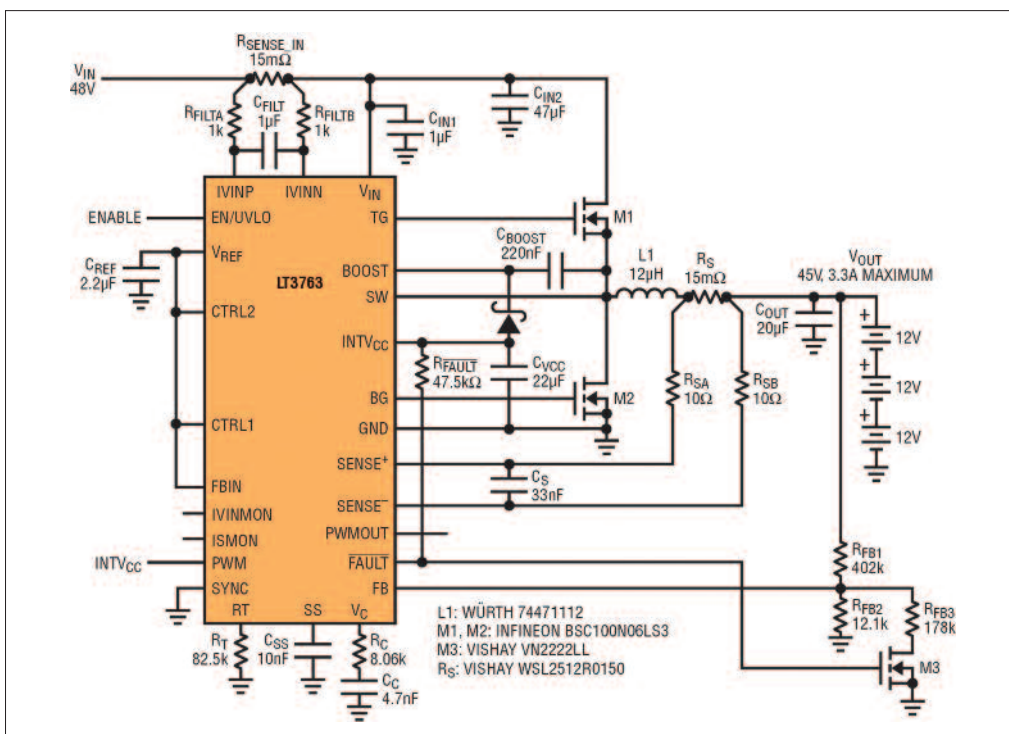 RSENSE_IN
15mΩ
VIN
48V
RFILTA
1k
CFILT
1µF
RFILTB
1k
CIN1
1µF
CIN2
47µF
IVINP
IVINN
VIN
ENABLE
EN/UVLO
TG
M1
VREF
CREF
2.2µF
LT3763
BOOST
CBOOST
220nF
L1
12µH
RS
15mΩ
VOUT
45V, 3.3A MAXIMUM
SW
CTRL2
COUT
20µF
+
12V
INTVCC
RFAULT
47.5kΩ
CVCC
22µF
+
12V
BG
M2
RSA
10Ω
RSB
10Ω
CTRL1
GND
+
12V
SENSE+
CS
33nF
FBIN
SENSE–
IVINMON
PWMOUT
ISMON
RFB1
402k
INTVCC
PWM
FAULT
SYNC
FB
RT
SS
VC
RFB2
12.1k
RFB3
178k
L1: WÜRTH 74471112
M1, M2: INFINEON BSC100N06LS3
M3: VISHAY VN2222LL
RS: VISHAY WSL2512R0150
RT
82.5k
CSS
10nF
RC
8.06k
CC
4.7nF
M3